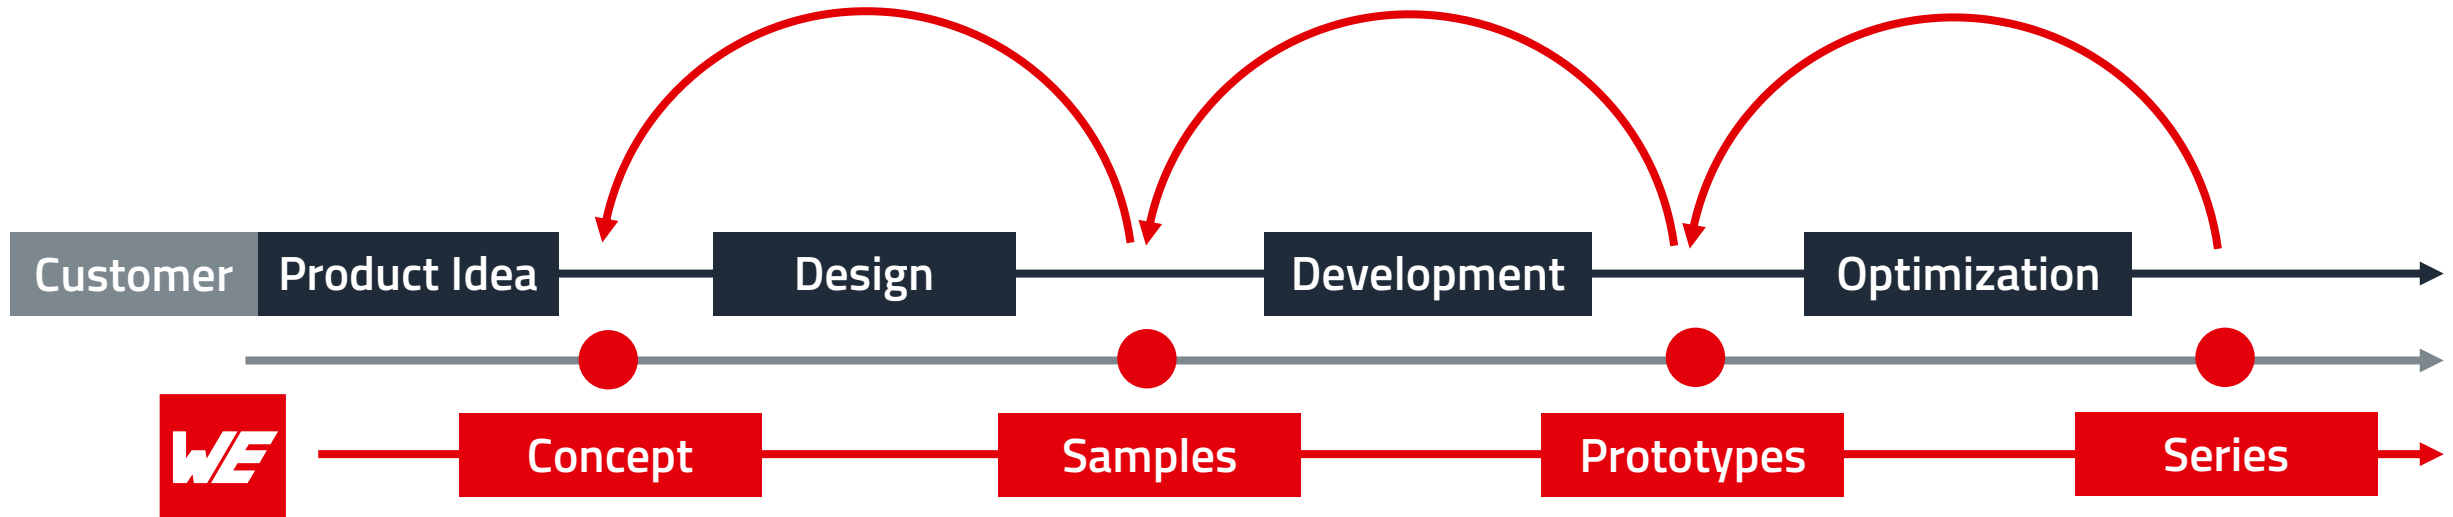 Customer
Product Idea
Design
Development
Optimization
WE
Concept
Samples
Prototypes
Series